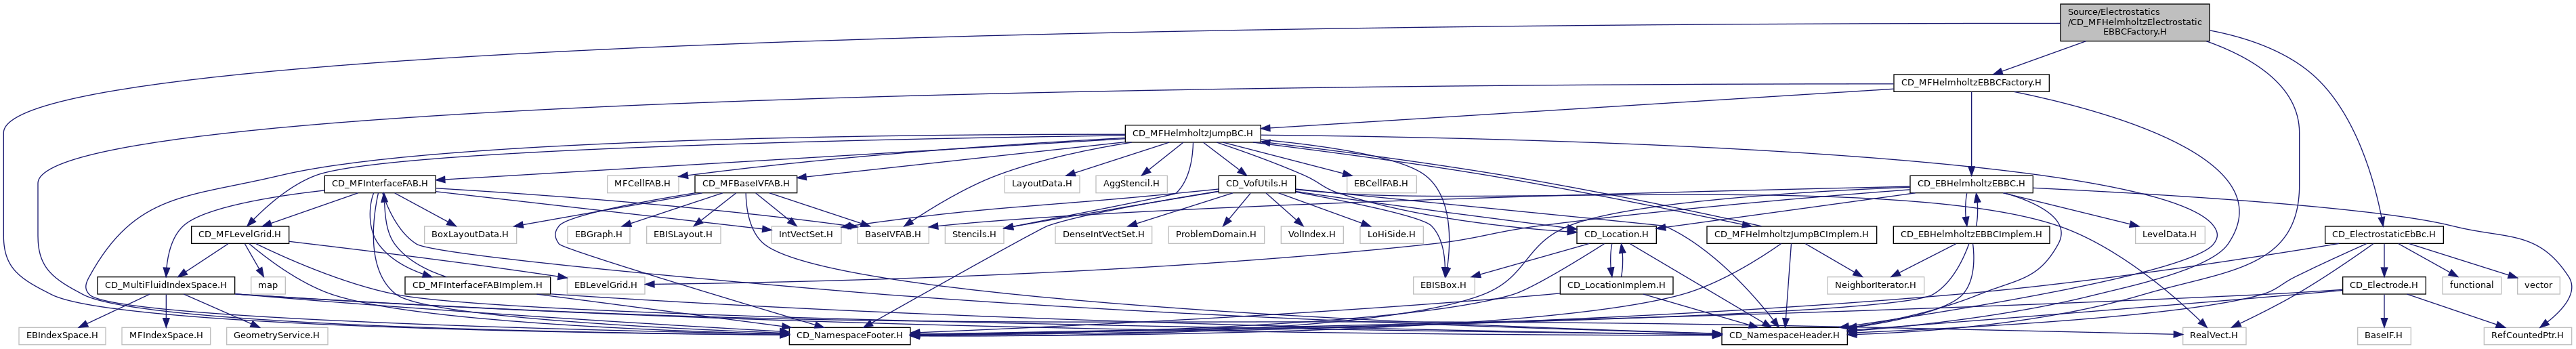 Source/Electrostatics
/CD_MFHelmholtzElectrostatic
EBBCFactory.H
CD_MFHelmholtzEBBCFactory.H
CD_MFHelmholtzJumpBC.H
CD_MFInterfaceFAB.H
MFCellFAB.H
CD_MFBaseIVFAB.H
LayoutData.H
AggStencil.H
CD_VofUtils.H
EBCellFAB.H
CD_EBHelmholtzEBBC.H
CD_MFLevelGrid.H
BoxLayoutData.H
EBGraph.H
EBISLayout.H
IntVectSet.H
BaseIVFAB.H
Stencils.H
DenseIntVectSet.H
ProblemDomain.H
VolIndex.H
LoHiSide.H
CD_Location.H
CD_MFHelmholtzJumpBCImplem.H
CD_EBHelmholtzEBBCImplem.H
LevelData.H
CD_ElectrostaticEbBc.H
CD_MultiFluidIndexSpace.H
map
CD_MFInterfaceFABImplem.H
EBLevelGrid.H
EBISBox.H
CD_LocationImplem.H
NeighborIterator.H
CD_Electrode.H
functional
vector
EBIndexSpace.H
MFIndexSpace.H
GeometryService.H
CD_NamespaceFooter.H
CD_NamespaceHeader.H
RealVect.H
BaseIF.H
RefCountedPtr.H